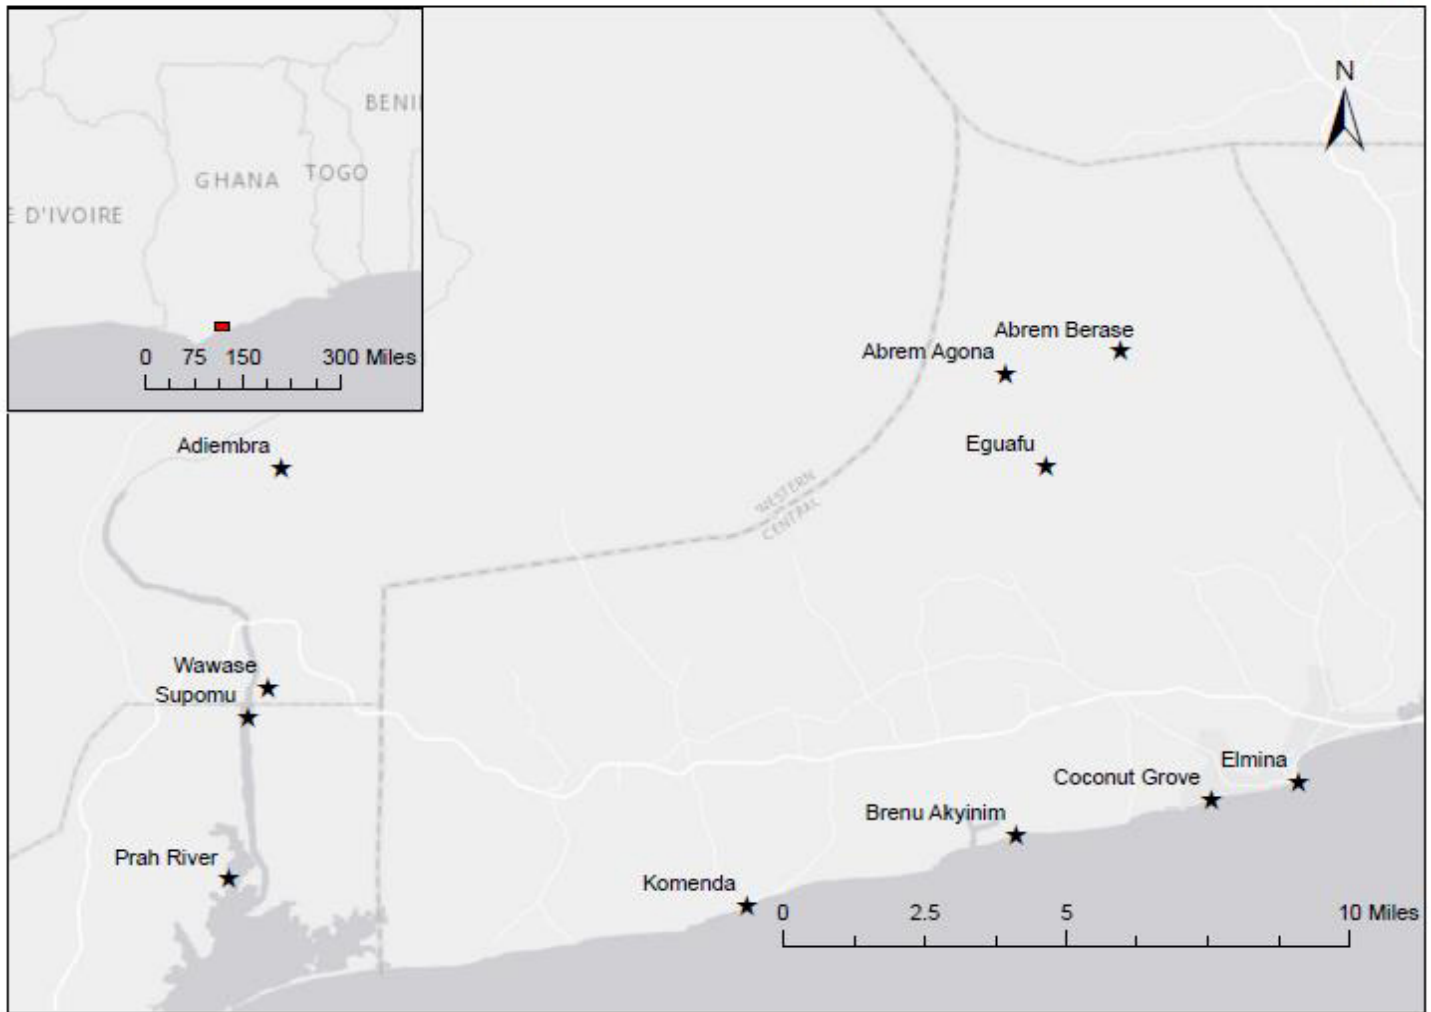 N
BENI
GHANA
TOGO
E D'IVOIRE
0 75 150 300 Miles
Abrem Berase
Abrem Agona
Adiembra
Eguafu
WESTERN
CENTRAL
Wawase
Supomu
Elmina
Coconut Grove
Brenu Akyinim
Prah River
Komenda
0 2.5 5 10 Miles